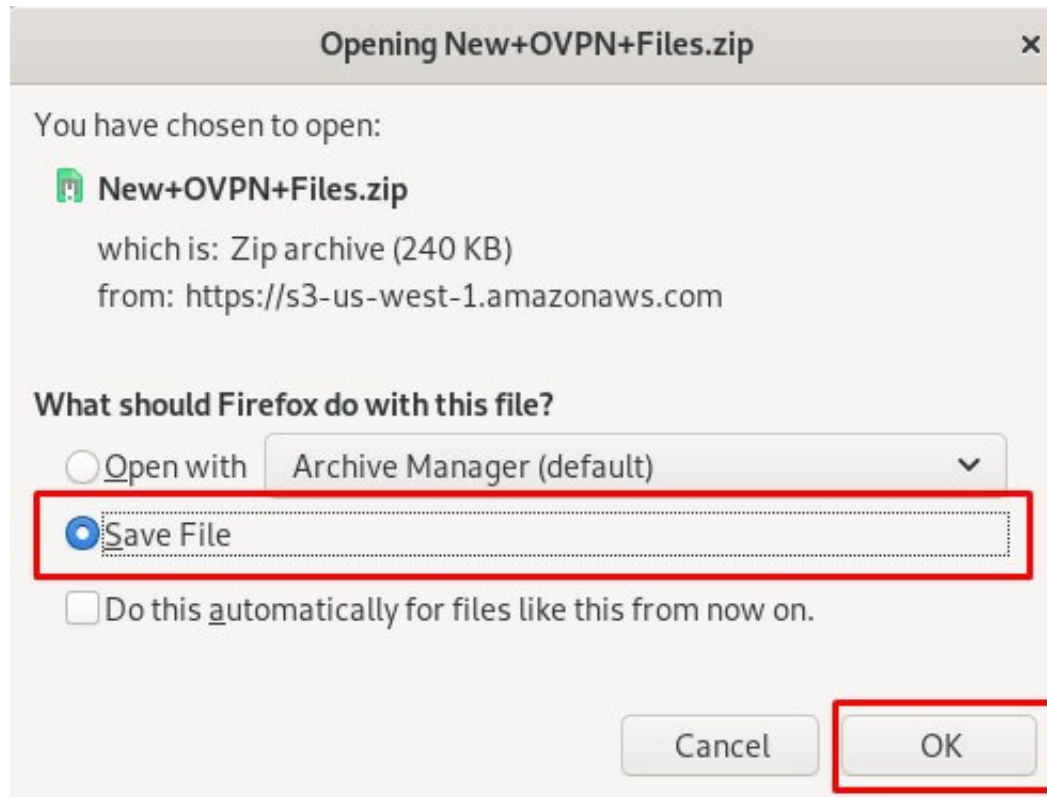 Opening New+OVPN+Files.zip ×
You have chosen to open:
New+OVPN+Files.zip
which is: Zip archive (240 KB)
from: https://s3-us-west-1.amazonaws.com
What should Firefox do with this file?
Open with Archive Manager (default)
Save File
Do this automatically for files like this from now on.
Cancel OK